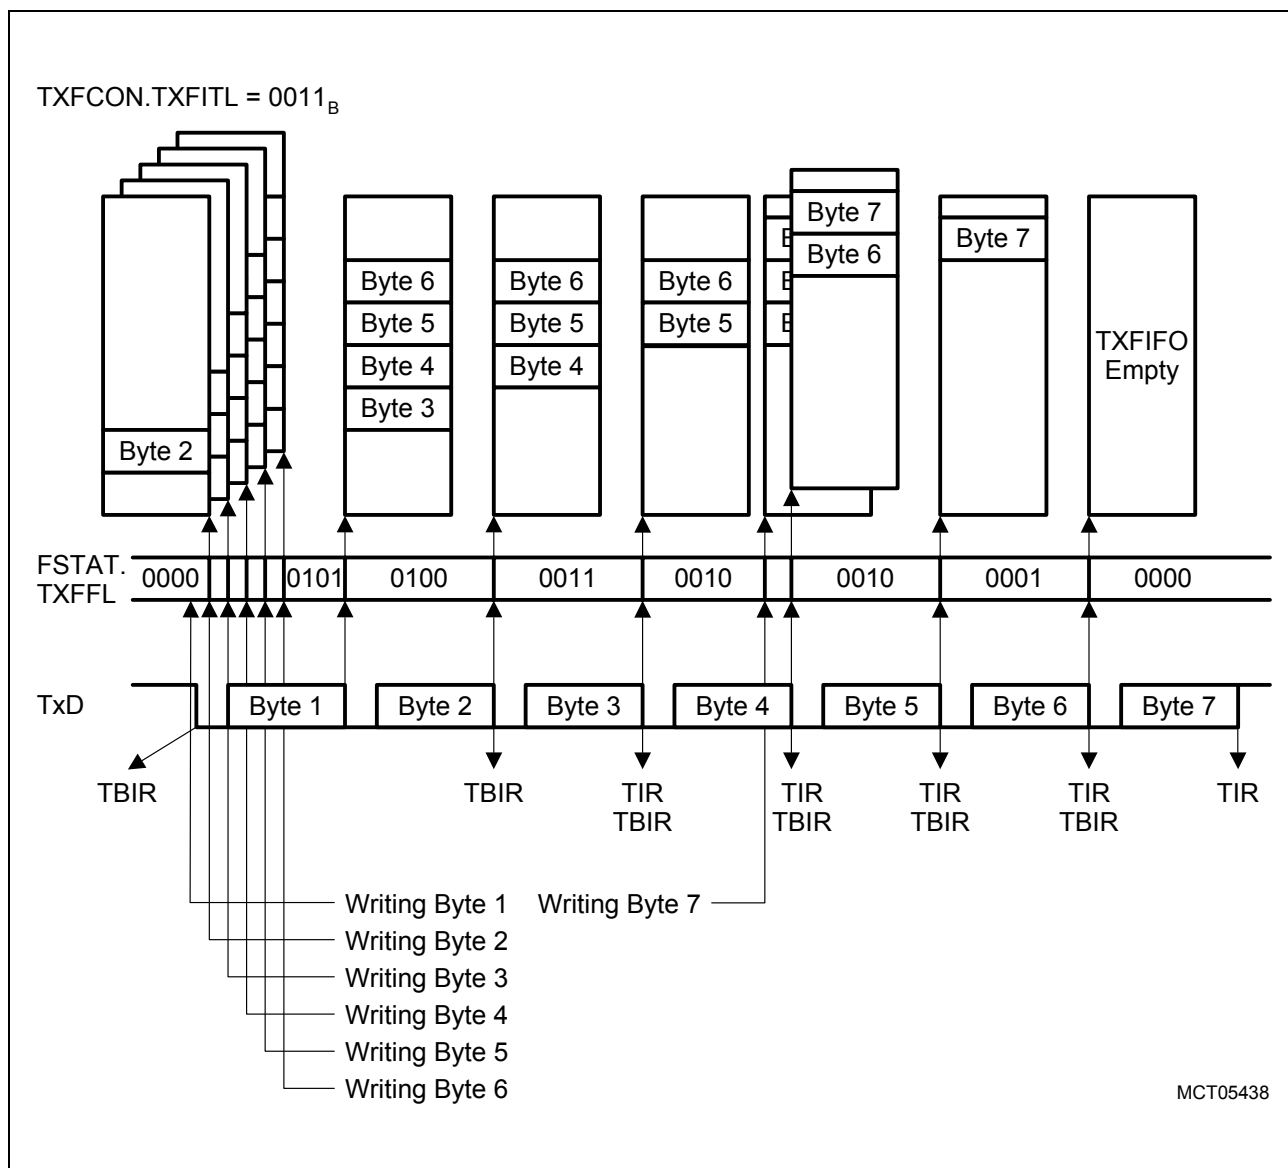 TXFCON.TXFITL = 0011B
Byte 7
Byte 6
Byte 7
Byte 6
Byte 5
Byte 4
Byte 3
Byte 6
Byte 5
Byte 4
Byte 6
Byte 5
TXFIFO
Empty
Byte 2
FSTAT.
TXFFL
0000 0101 0100 0011 0010 0010 0001 0000
TxD Byte 1 Byte 2 Byte 3 Byte 4 Byte 5 Byte 6 Byte 7
TBIR TBIR TIR TIR TIR TIR TIR
TBIR TBIR TBIR TBIR
Writing Byte 1 Writing Byte 7
Writing Byte 2
Writing Byte 3
Writing Byte 4
Writing Byte 5
Writing Byte 6
MCT05438